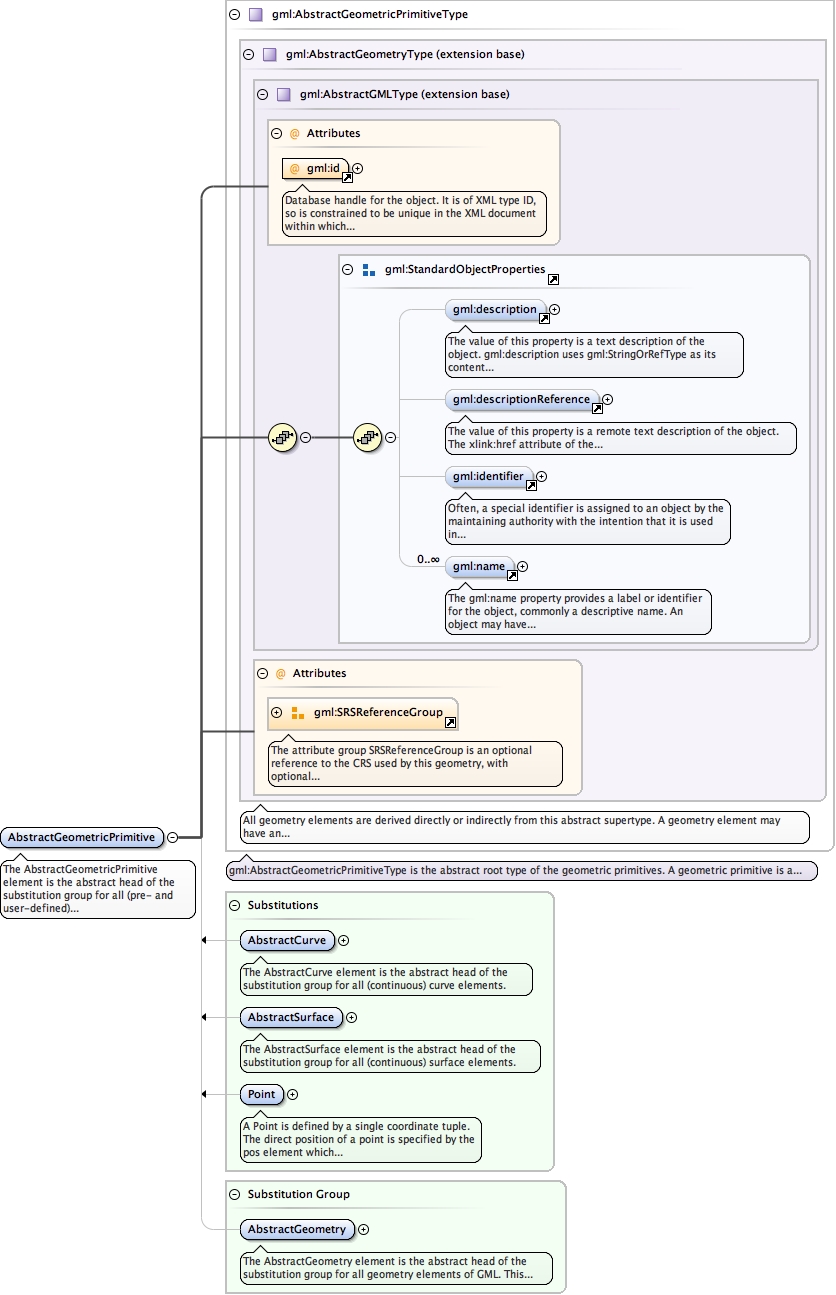 gml:AbstractGeometricPrimitiveType
gml:AbstractGeometryType (extension base)
gml:AbstractGMLType (extension base)
@ Attributes
@ gml:id
Database handle for the object. It is of XML type ID,
so is constrained to be unique in the XML document
within which...
gml:StandardObjectProperties
gml:description
The value of this property is a text description of the
object. gml:description uses gml:StringOrRefType as its
content...
gml:descriptionReference
The value of this property is a remote text description of the object.
The xlink:href attribute of the...
gml:identifier
Often, a special identifier is assigned to an object by the
maintaining authority with the intention that it is used
in...
0..∞
gml:name
The gml:name property provides a label or identifier
for the object, commonly a descriptive name. An
object may have...
@ Attributes
gml:SRSReferenceGroup
The attribute group SRSReferenceGroup is an optional
reference to the CRS used by this geometry, with
optional...
All geometry elements are derived directly or indirectly from this abstract supertype. A geometry element may
have an...
AbstractGeometricPrimitive
The AbstractGeometricPrimitive
element is the abstract head of the
substitution group for all (pre- and
user-defined)...
gml:AbstractGeometricPrimitiveType is the abstract root type of the geometric primitives. A geometric primitive is a...
Substitutions
AbstractCurve
The AbstractCurve element is the abstract head of the
substitution group for all (continuous) curve elements.
AbstractSurface
The AbstractSurface element is the abstract head of the
substitution group for all (continuous) surface elements.
Point
A Point is defined by a single coordinate tuple.
The direct position of a point is specified by the
pos element which...
Substitution Group
AbstractGeometry
The AbstractGeometry element is the abstract head of the
substitution group for all geometry elements of GML. This...